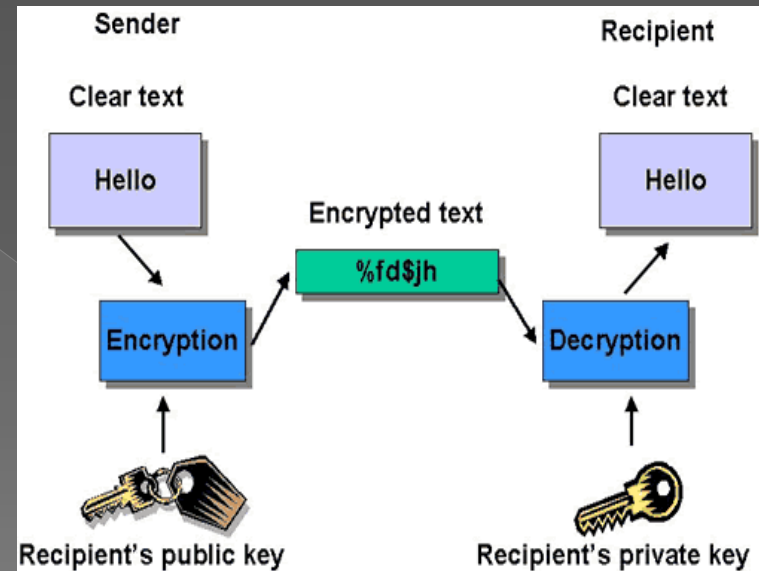 Sender
Recipient
Clear text
Clear text
Hello
Hello
Encrypted text
%fd$jh
Encryption
Decryption
Recipient's public key
Recipient's private key